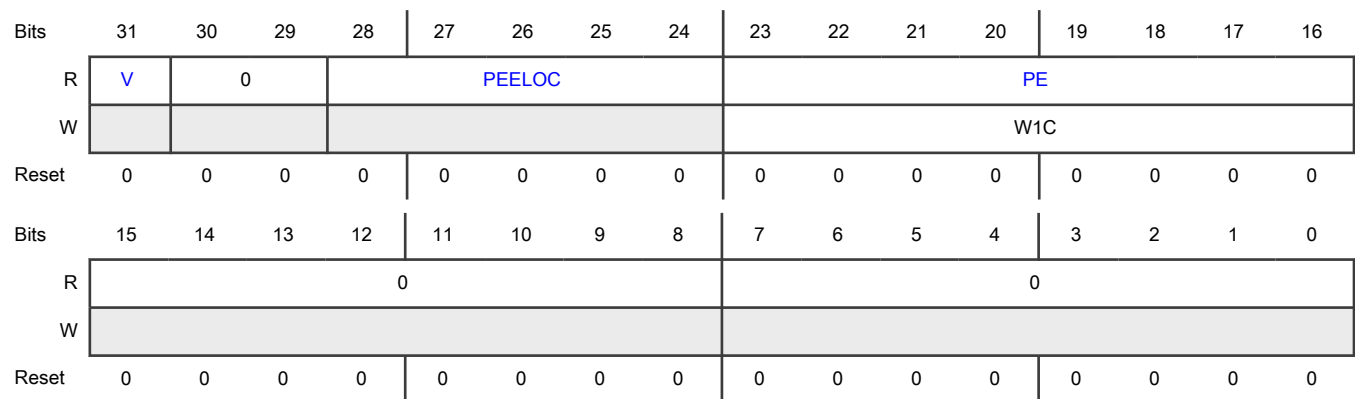 Bits 31 30 29 28 27 26 25 24 23 22 21 20 19 18 17 16
R V 0 PEELOC PE
W W1C
Reset 0 0 0 0 0 0 0 0 0 0 0 0 0 0 0 0
Bits 15 14 13 12 11 10 9 8 7 6 5 4 3 2 1 0
R 0 0
W
Reset 0 0 0 0 0 0 0 0 0 0 0 0 0 0 0 0